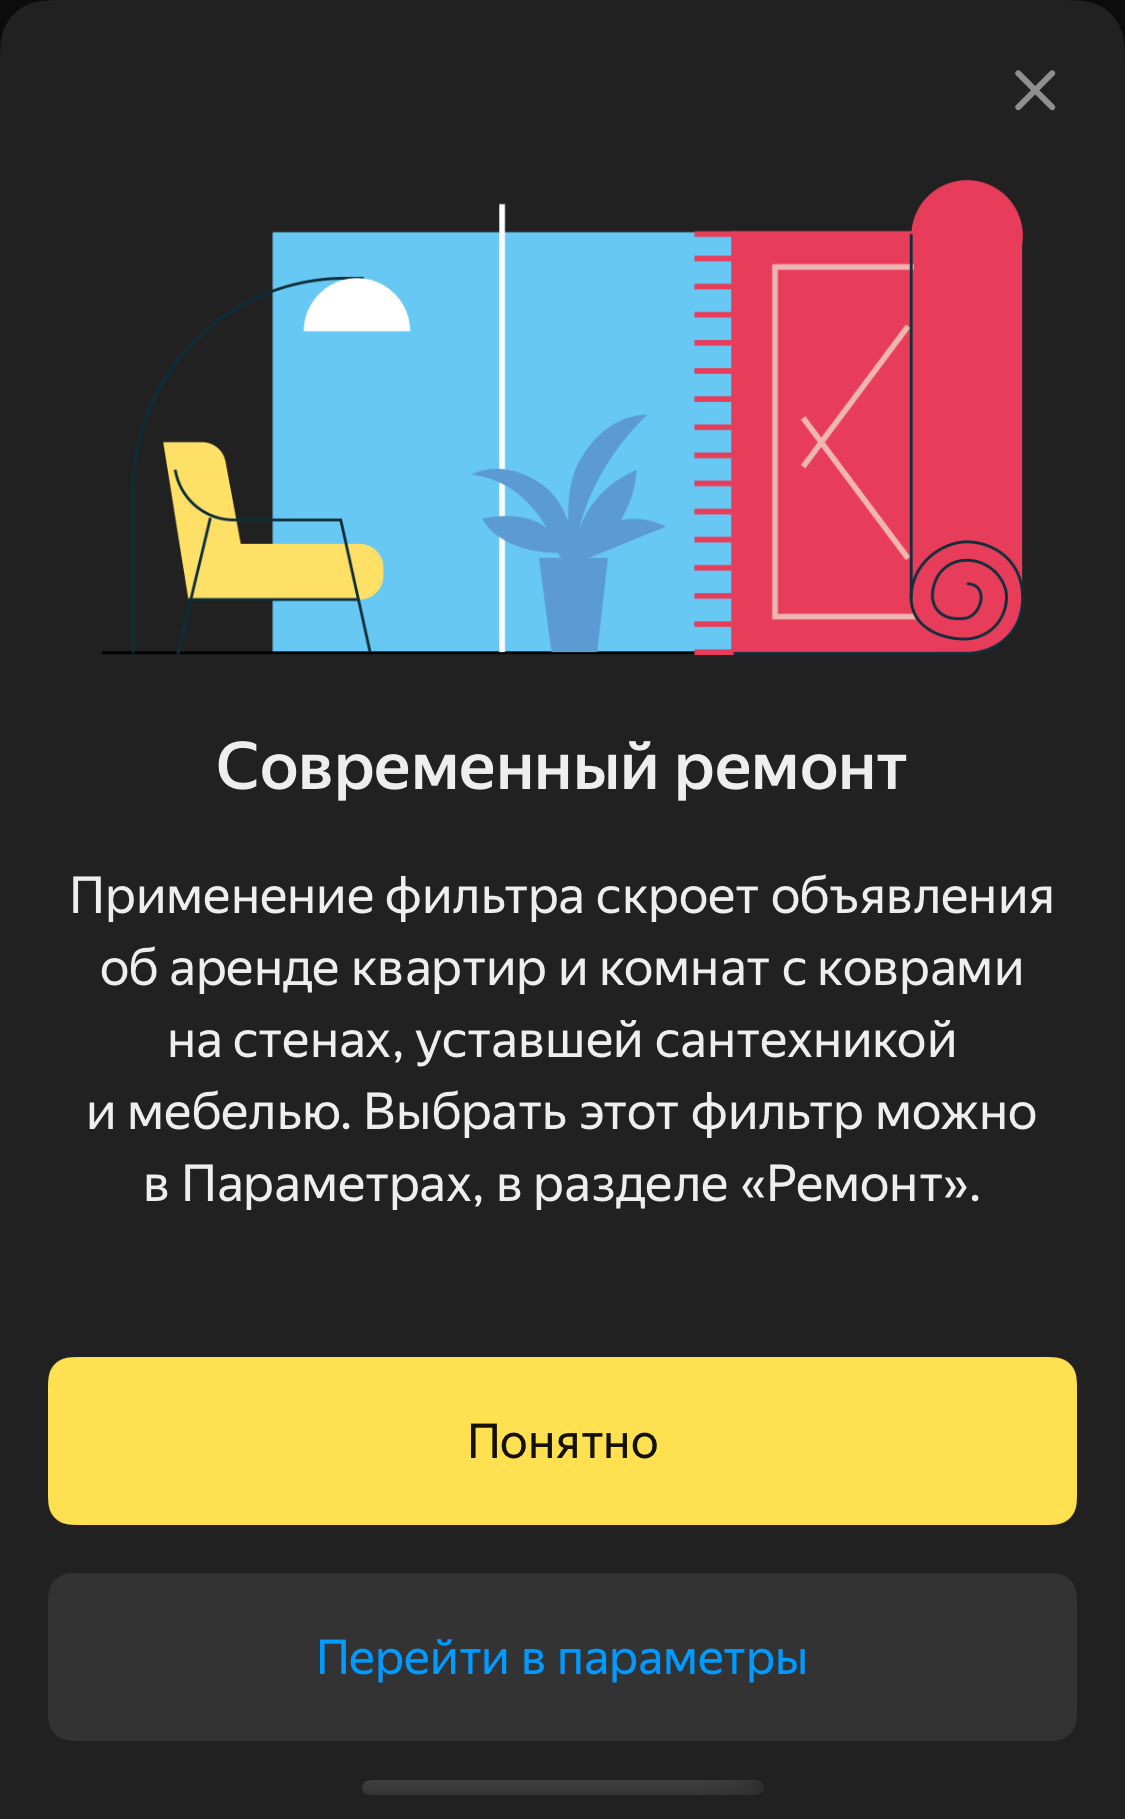 Современный ремонт
Применение фильтра скроет объявления
об аренде квартир и комнат с коврами
на стенах, уставшей сантехникой
и мебелью. Выбрать этот фильтр можно
в Параметрах, в разделе «Ремонт».
Понятно
Перейти в параметры